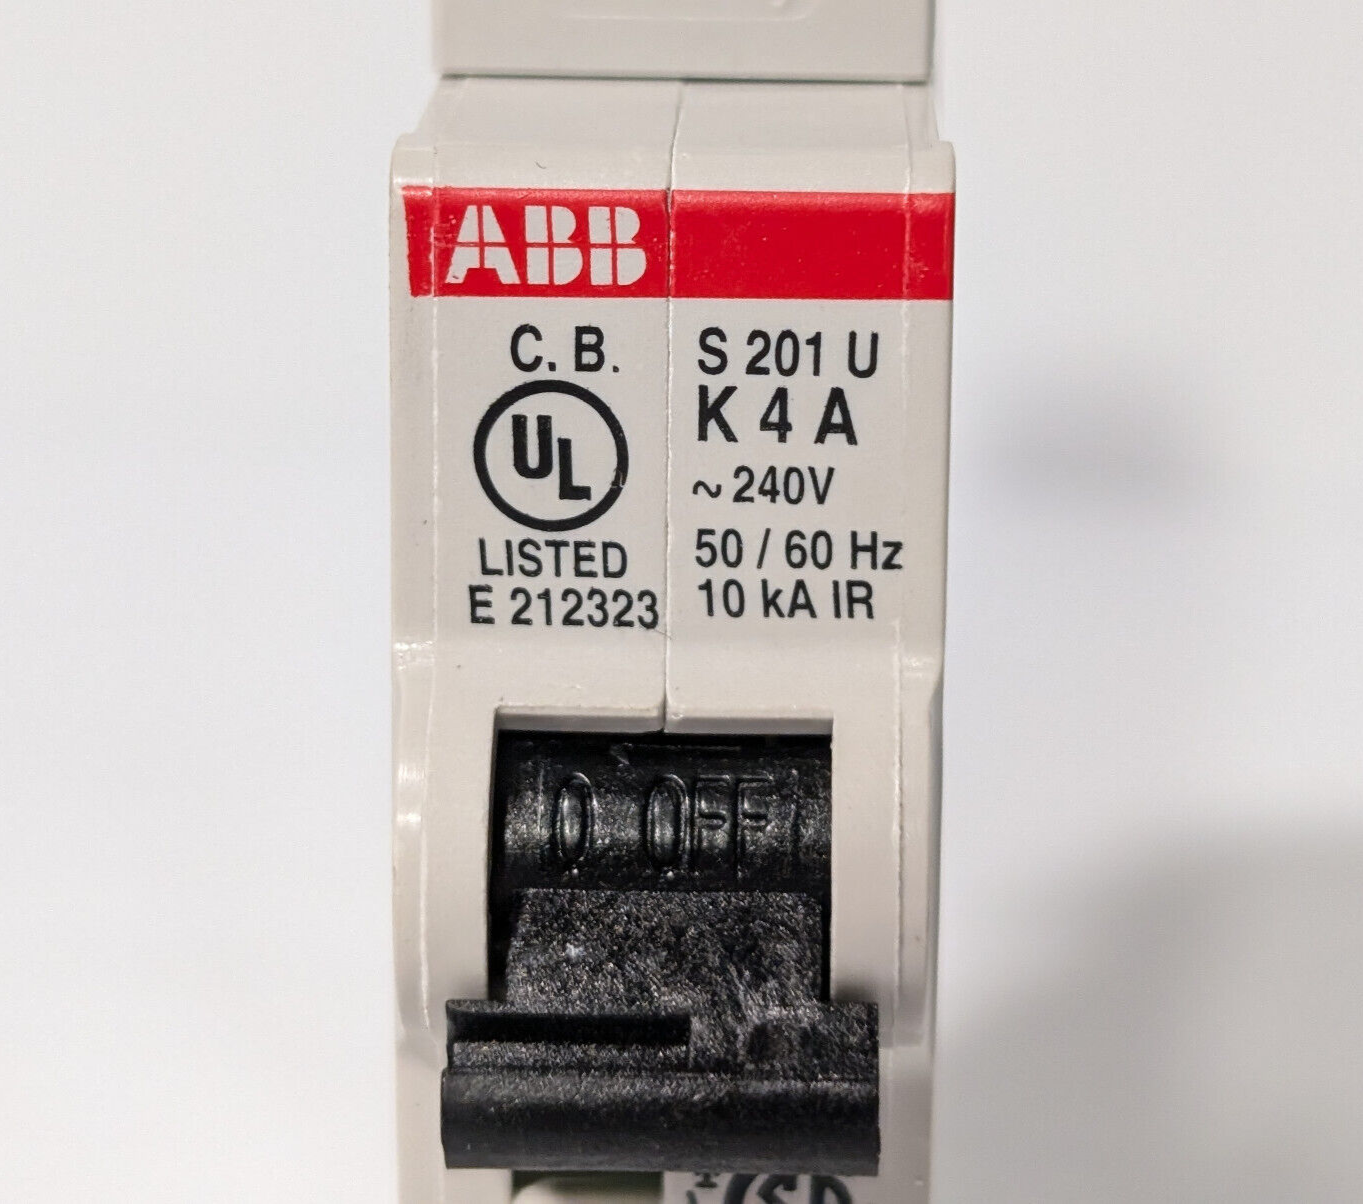 ABB
C. B.
UL
LISTED
E 212323
S 201 U
K 4 A
~ 240V
50 / 60 Hz
10 kA IR
0 OFF